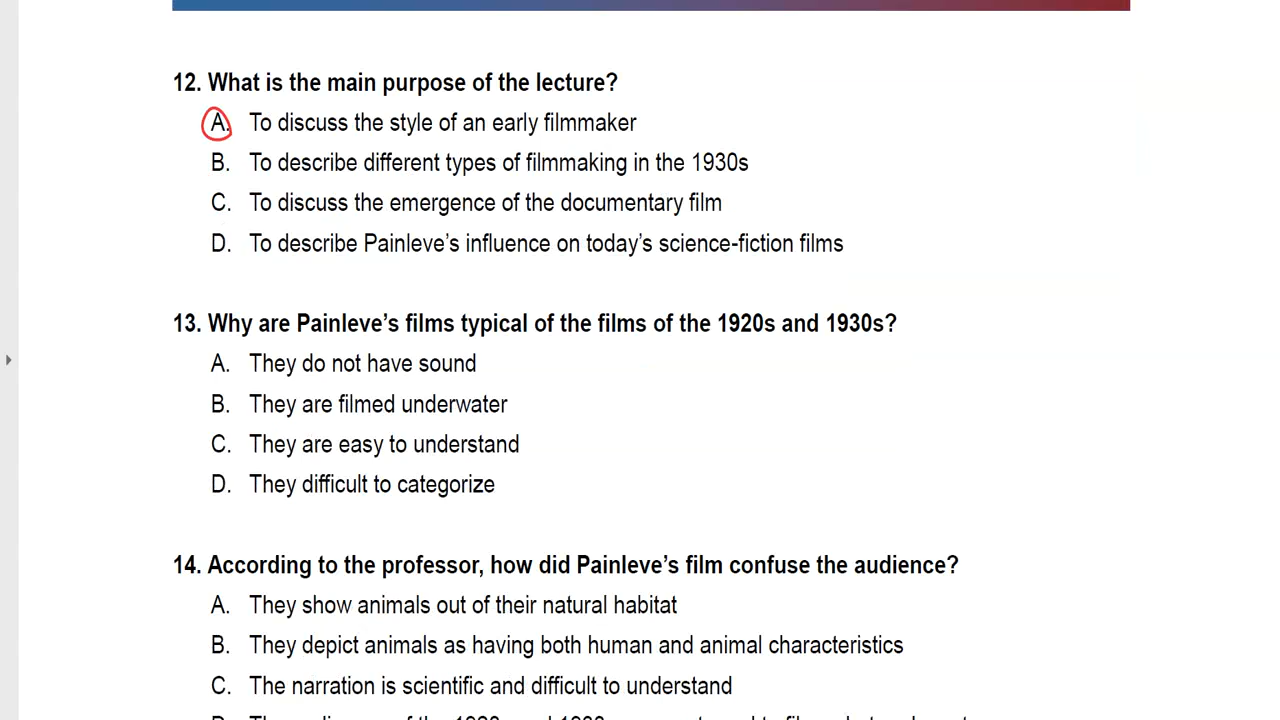 12. What is the main purpose of the lecture?
A. To discuss the style of an early filmmaker
B. To describe different types of filmmaking in the 1930s
C. To discuss the emergence of the documentary film
D. To describe Painleve's influence on today's science-fiction films
13. Why are Painleve's films typical of the films of the 1920s and 1930s?
A. They do not have sound
B. They are filmed underwater
C. They are easy to understand
D. They difficult to categorize
14. According to the professor, how did Painleve's film confuse the audience?
A. They show animals out of their natural habitat
B. They depict animals as having both human and animal characteristics
C. The narration is scientific and difficult to understand